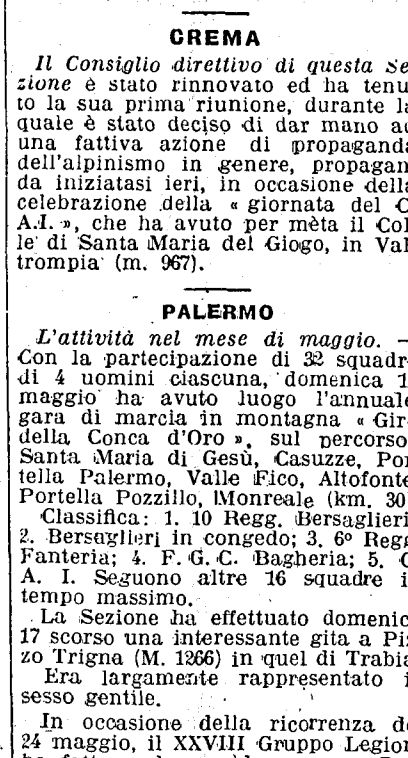 CREMA
Il Consiglio direttivo di questa Se
zione è stato rinnovato ed ha tenu
to la sua prima riunione, durante la
quale è stato deciso di dar mano ad
una fattiva azione di propaganda
dell'alpinismo in genere, propagan
da iniziatasi ieri, in occasione della
celebrazione della « giornata del C
A.I. », che ha avuto per mèta il Col
le di Santa Maria del Giogo, in Val
trompia (m. 967).
PALERMO
L'attività nel mese di maggio. —
Con la partecipazione di 32 squadr
di 4 uomini ciascuna, domenica 1
maggio ha avuto luogo l'annuale
gara di marcia in montagna « Gir
della Conca d'Oro », sul percorso
Santa Maria di Gesù, Casuzze, Por
tella Palermo, Valle Fico, Altofonte
Portella Pozzillo, Monreale (km. 30
Classifica: 1. 10 Regg. Bersaglieri
2. Bersaglieri in congedo; 3. 6º Regg
Fanteria; 4. F. G. C. Bagheria; 5. C
A. I. Seguono altre 16 squadre i
tempo massimo.
La Sezione ha effettuato domenic
17 scorso una interessante gita a Piz
zo Trigna (M. 1266) in quel di Trabia
Era largamente rappresentato i
sesso gentile.
In occasione della ricorrenza de
24 maggio, il XXVIII Gruppo Legion